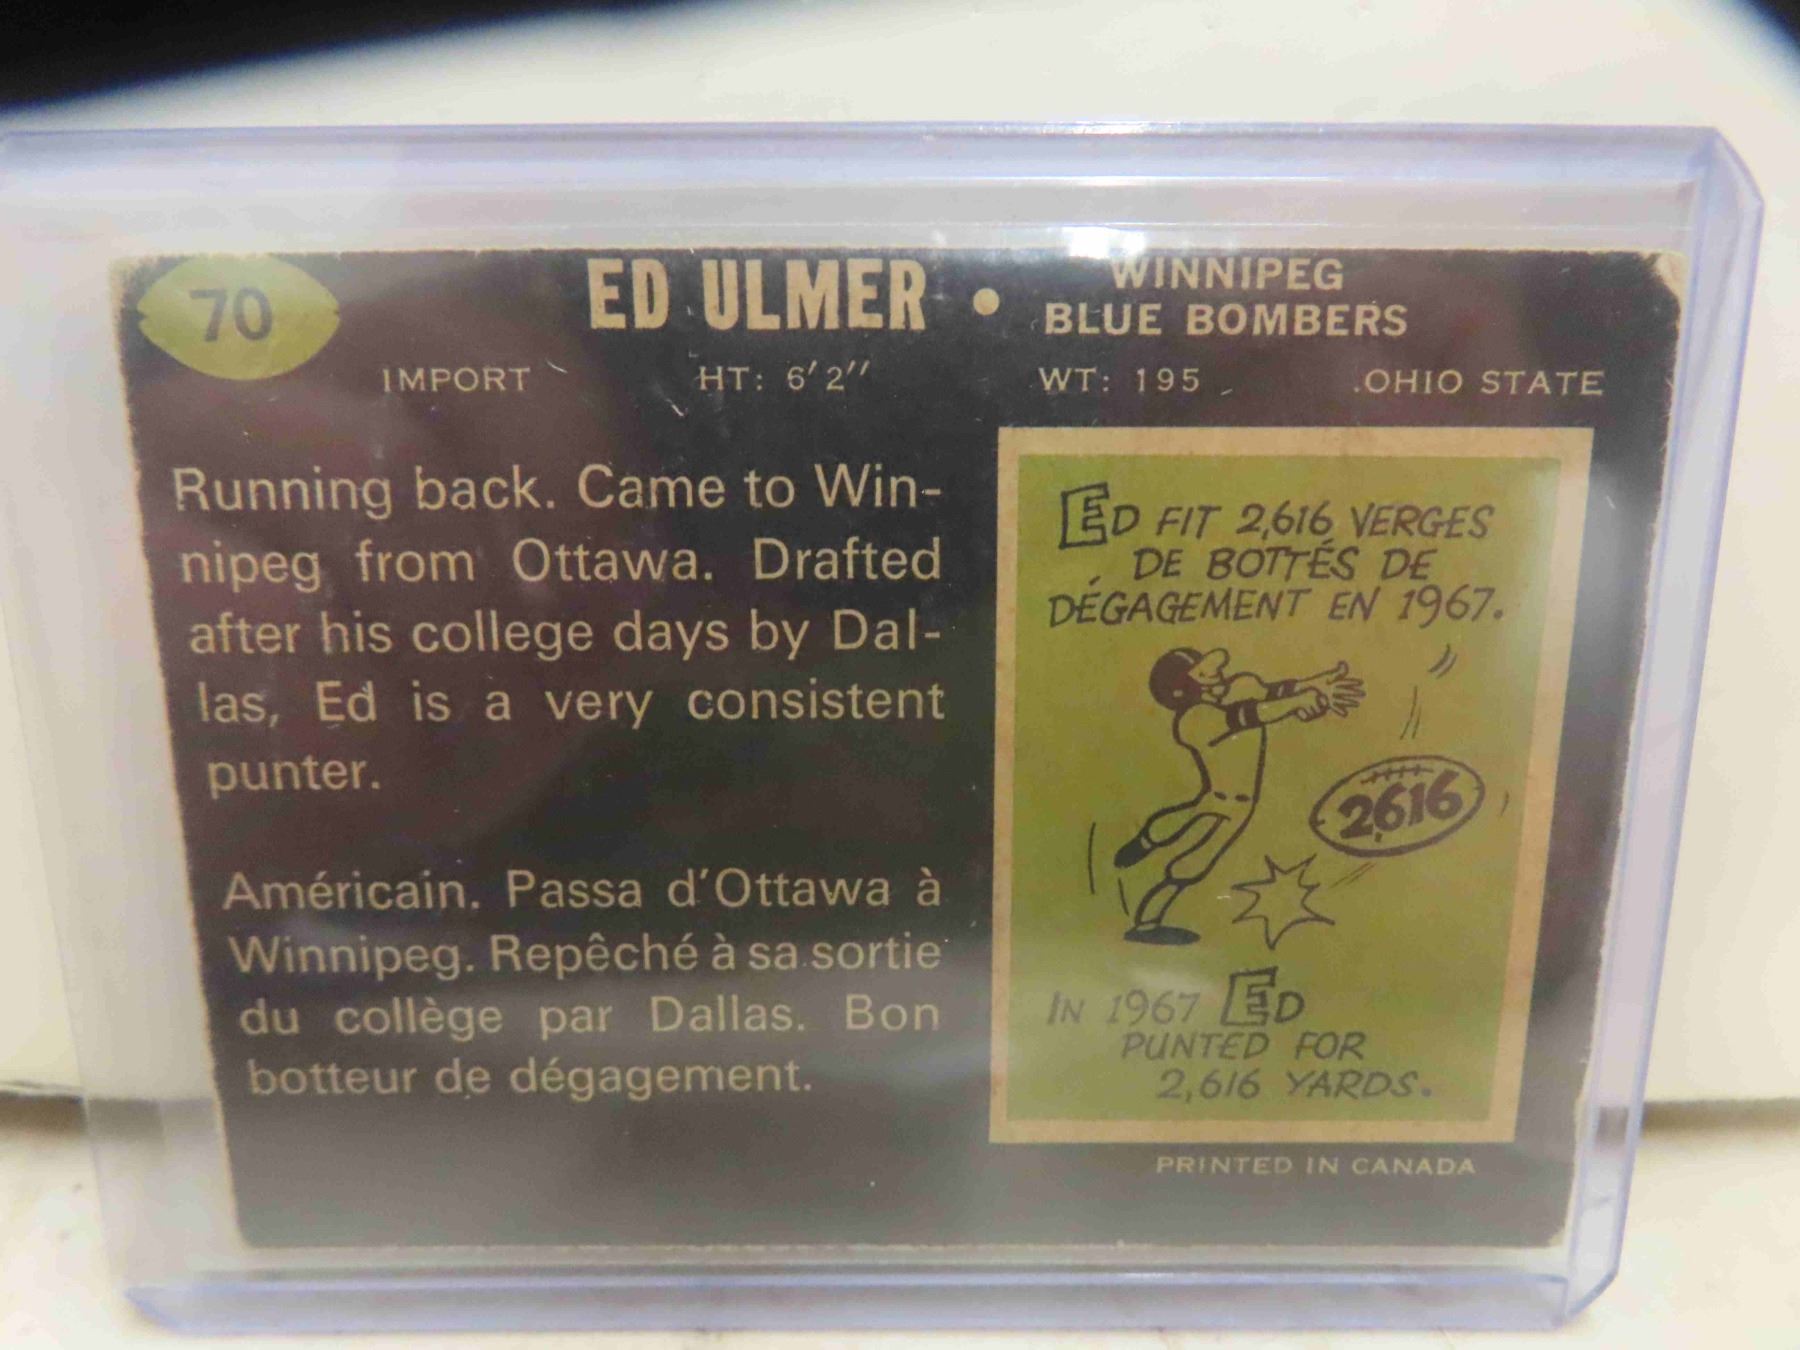 70
ED ULMER • WINNIPEG
BLUE BOMBERS
IMPORT HT: 6'2" WT: 195 OHIO STATE
Running back. Came to Win-
nipeg from Ottawa. Drafted
after his college days by Dal-
las, Ed is a very consistent
punter.
Américain. Passa d'Ottawa à
Winnipeg. Repêché à sa sortie
du collège par Dallas. Bon
botteur de dégagement.
ED FIT 2,616 VERGES
DE BOTTÉS DE
DÉGAGEMENT EN 1967.
2,616
IN 1967 ED
PUNTED FOR
2,616 YARDS.
PRINTED IN CANADA